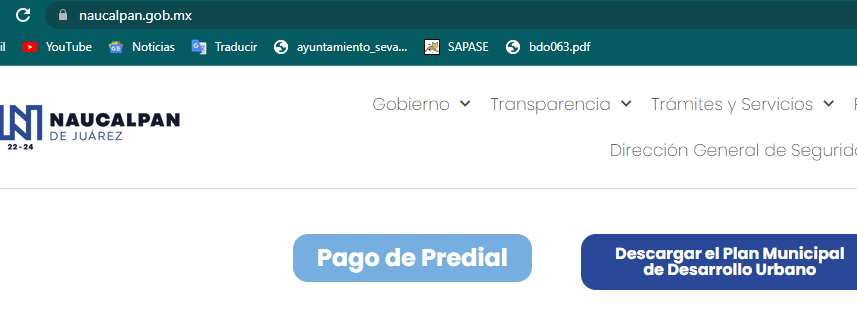 naucalpan.gob.mx
il YouTube Noticias Traducir ayuntamiento_seva... SAPASE bdo063.pdf
Gobierno Transparencia Trámites y Servicios
NAUCALPAN
DE JUÁREZ
22-24
Dirección General de Segurida
Pago de Predial
Descargar el Plan Municipal
de Desarrollo Urbano